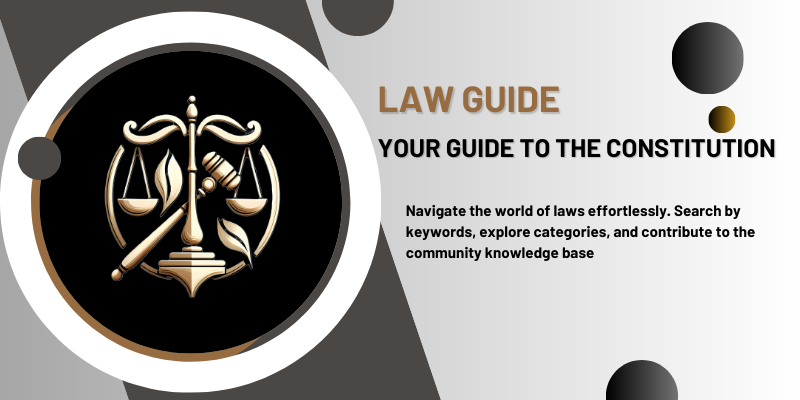 LAW GUIDE
YOUR GUIDE TO THE CONSTITUTION
Navigate the world of laws effortlessly. Search by
keywords, explore categories, and contribute to the
community knowledge base